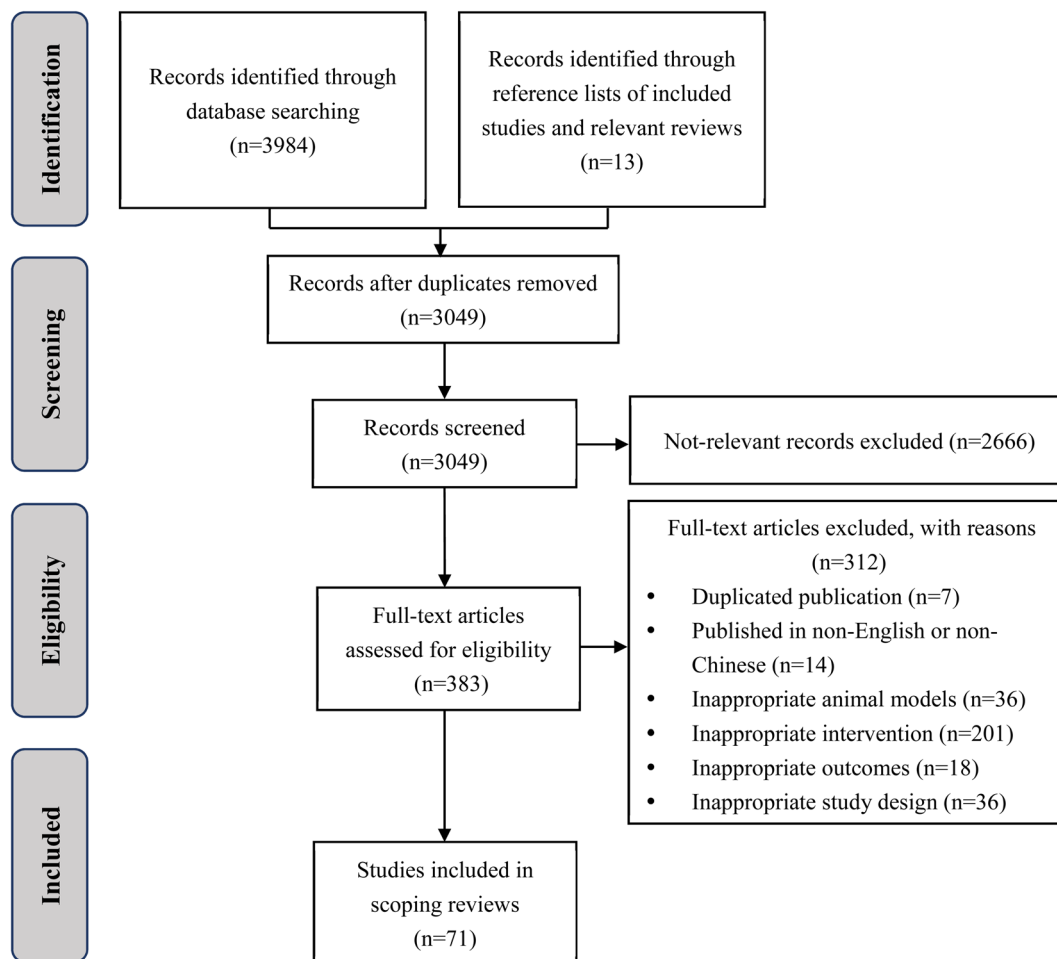 Identification
Records identified through
database searching
(n=3984)
Records identified through
reference lists of included
studies and relevant reviews
(n=13)
Screening
Records after duplicates removed
(n=3049)
Records screened
(n=3049)
Not-relevant records excluded (n=2666)
Eligibility
Full-text articles
assessed for eligibility
(n=383)
Full-text articles excluded, with reasons
(n=312)
• Duplicated publication (n=7)
• Published in non-English or non-
Chinese (n=14)
• Inappropriate animal models (n=36)
• Inappropriate intervention (n=201)
• Inappropriate outcomes (n=18)
• Inappropriate study design (n=36)
Included
Studies included in
scoping reviews
(n=71)